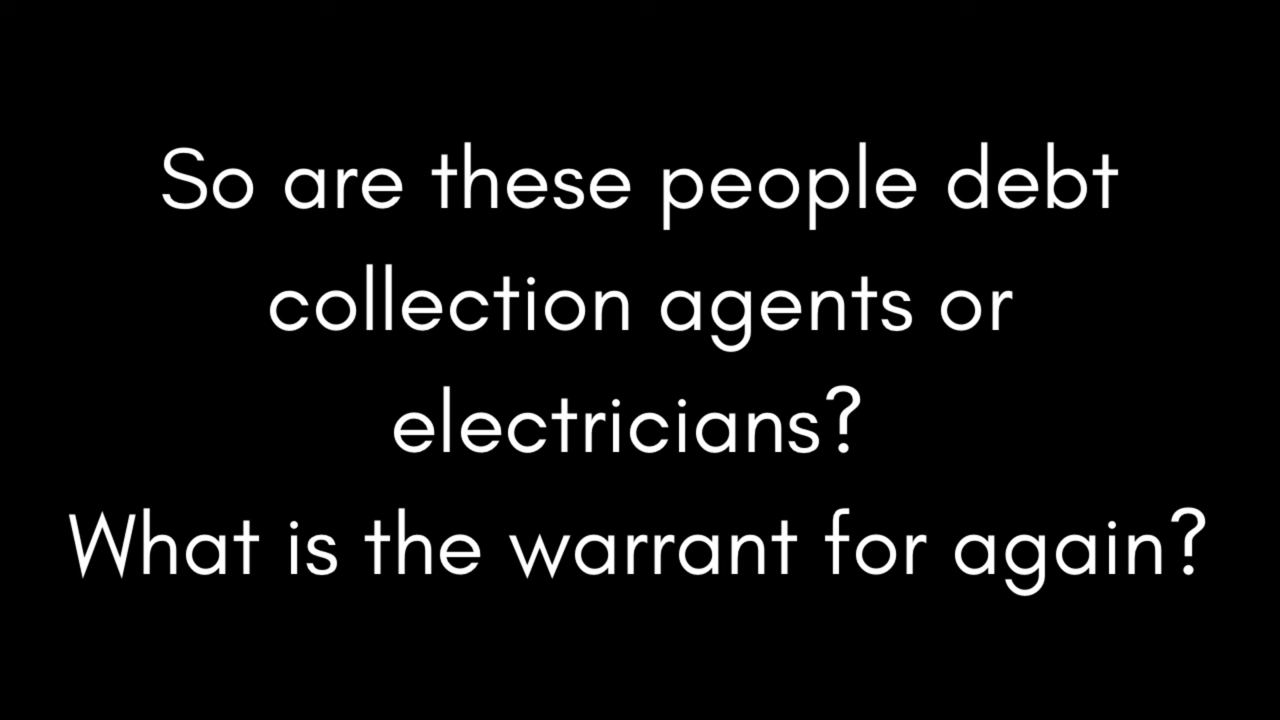 So are these people debt
collection agents or
electricians?
What is the warrant for again?